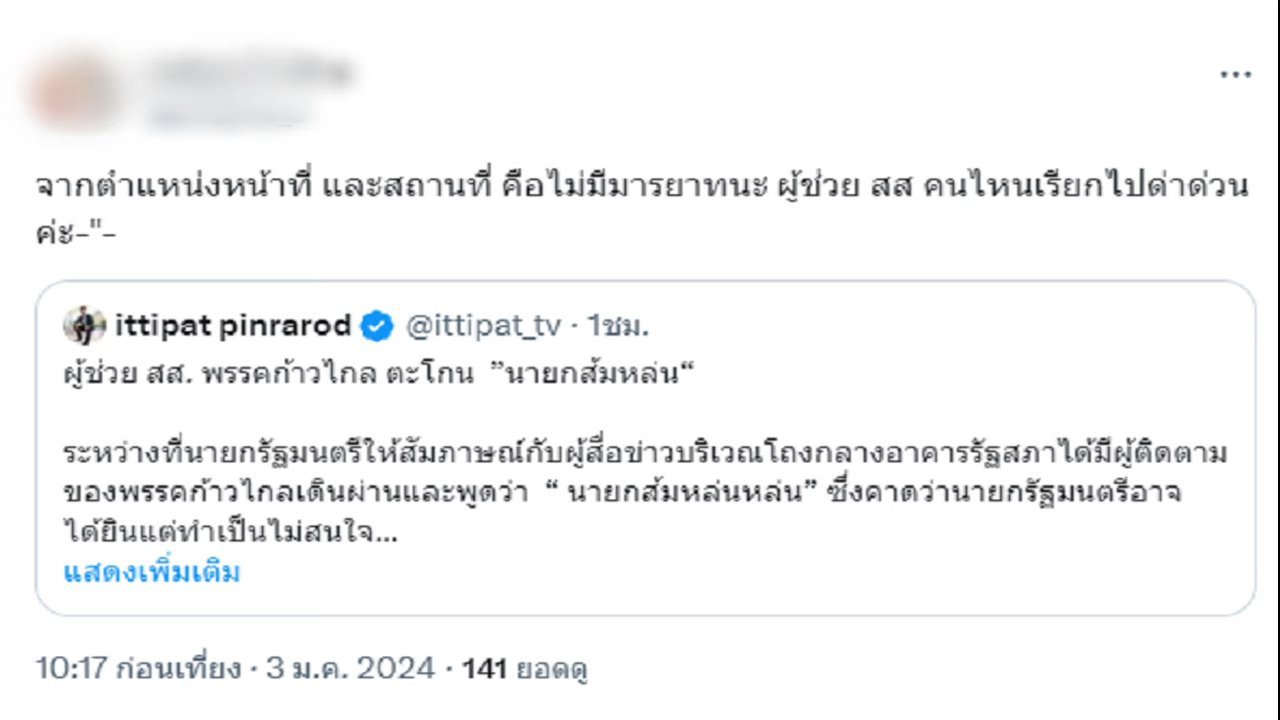 จากตำแหน่งหน้าที่ และสถานที่ คือไม่มีมารยาทนะ ผู้ช่วย สส คนไหนเรียกไปด่าด่วน
ค่ะ-"-
ittipat pinrarod @ittipat_tv · 1ชม.
ผู้ช่วย สส. พรรคก้าวไกล ตะโกน ”นายกส้มหล่น“
ระหว่างที่นายกรัฐมนตรีให้สัมภาษณ์กับผู้สื่อข่าวบริเวณโถงกลางอาคารรัฐสภาได้มีผู้ติดตาม
ของพรรคก้าวไกลเดินผ่านและพูดว่า “ นายกส้มหล่นหล่น” ซึ่งคาดว่านายกรัฐมนตรีอาจ
ได้ยินแต่ทำเป็นไม่สนใจ...
แสดงเพิ่มเติม
10:17 ก่อนเที่ยง · 3 ม.ค. 2024 · 141 ยอดดู